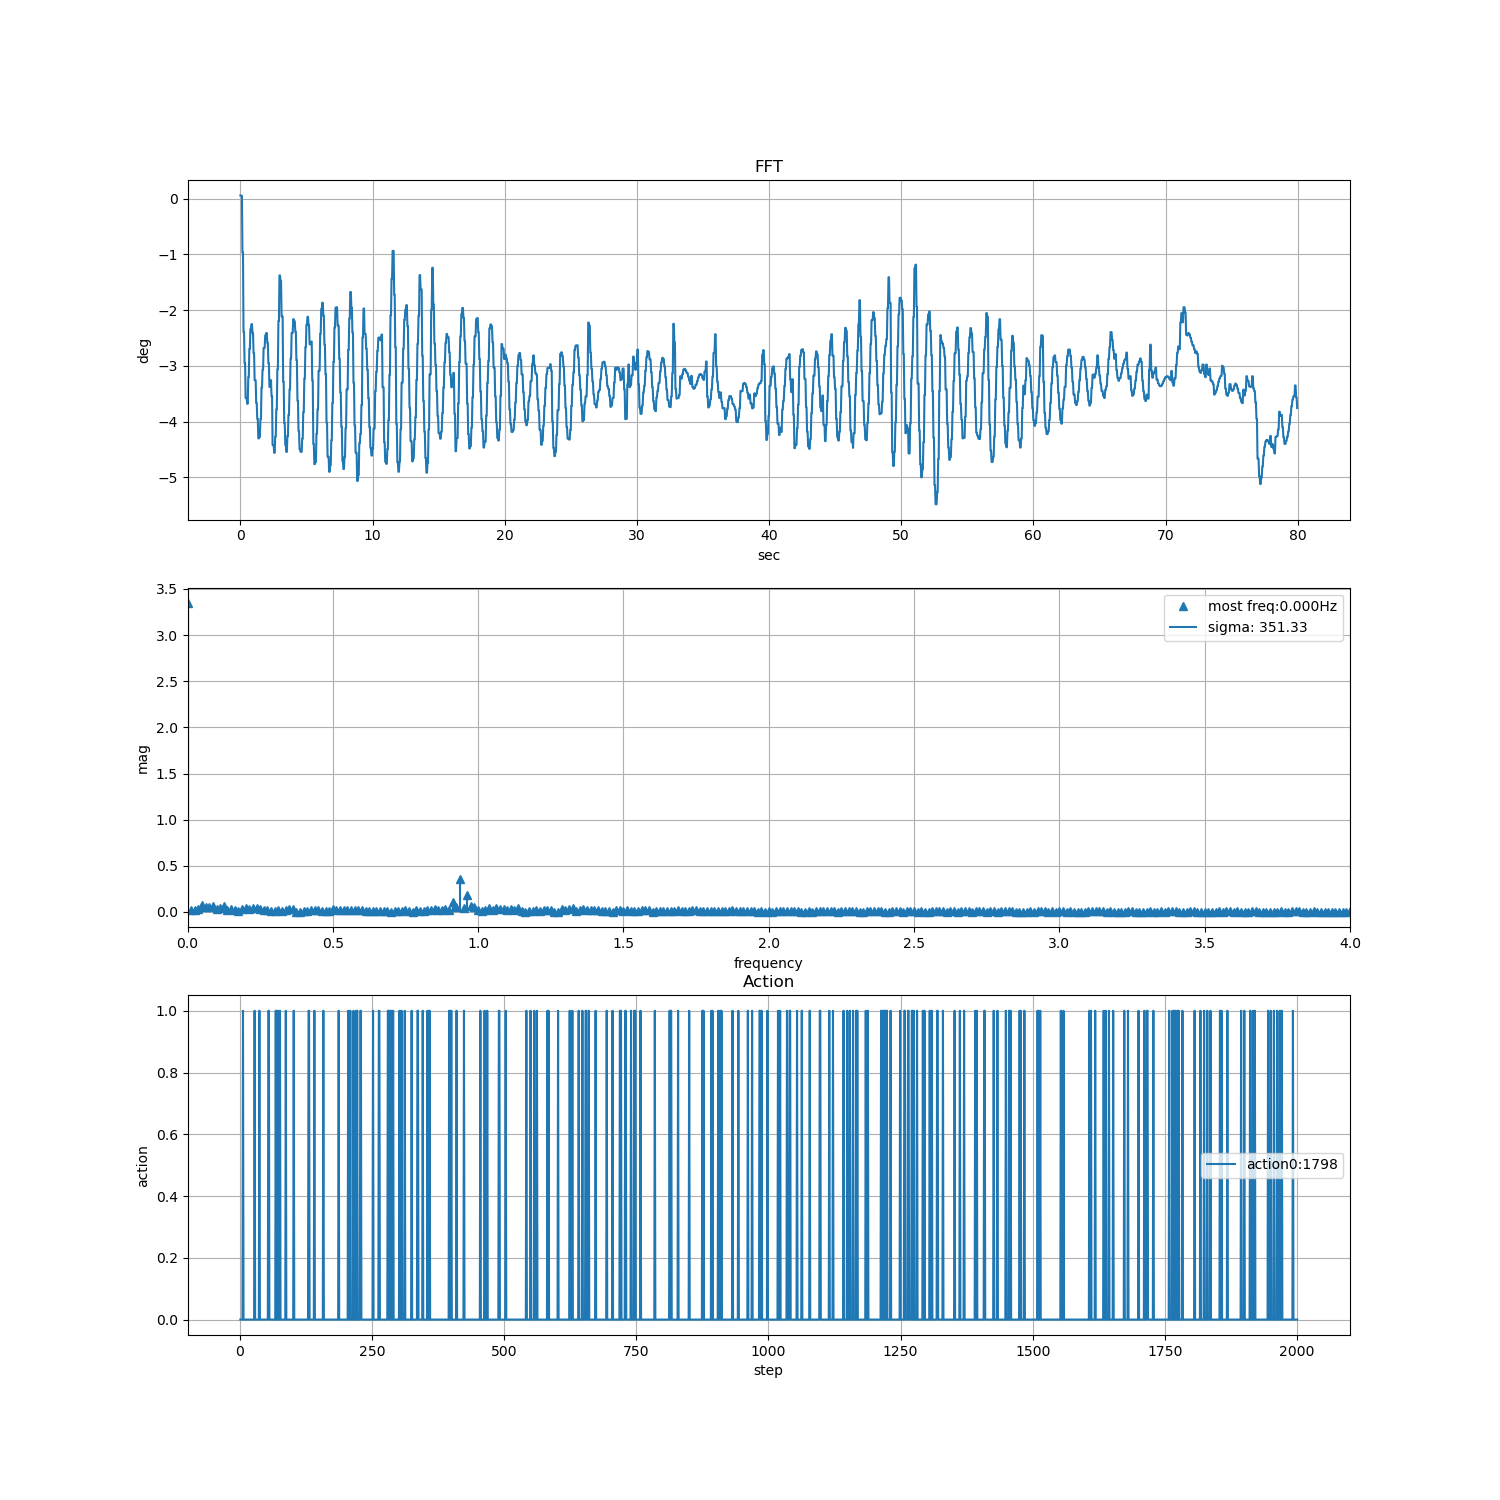 FFT
0
−1
−2
−3
−4
−5
deg
0 10 20 30 40 50 60 70 80
sec
3.5
3.0
2.5
2.0
1.5
1.0
0.5
0.0
mag
most freq:0.000Hz
sigma: 351.33
0.0 0.5 1.0 1.5 2.0 2.5 3.0 3.5 4.0
frequency
Action
1.0
0.8
0.6
0.4
0.2
0.0
action
action0:1798
0 250 500 750 1000 1250 1500 1750 2000
step